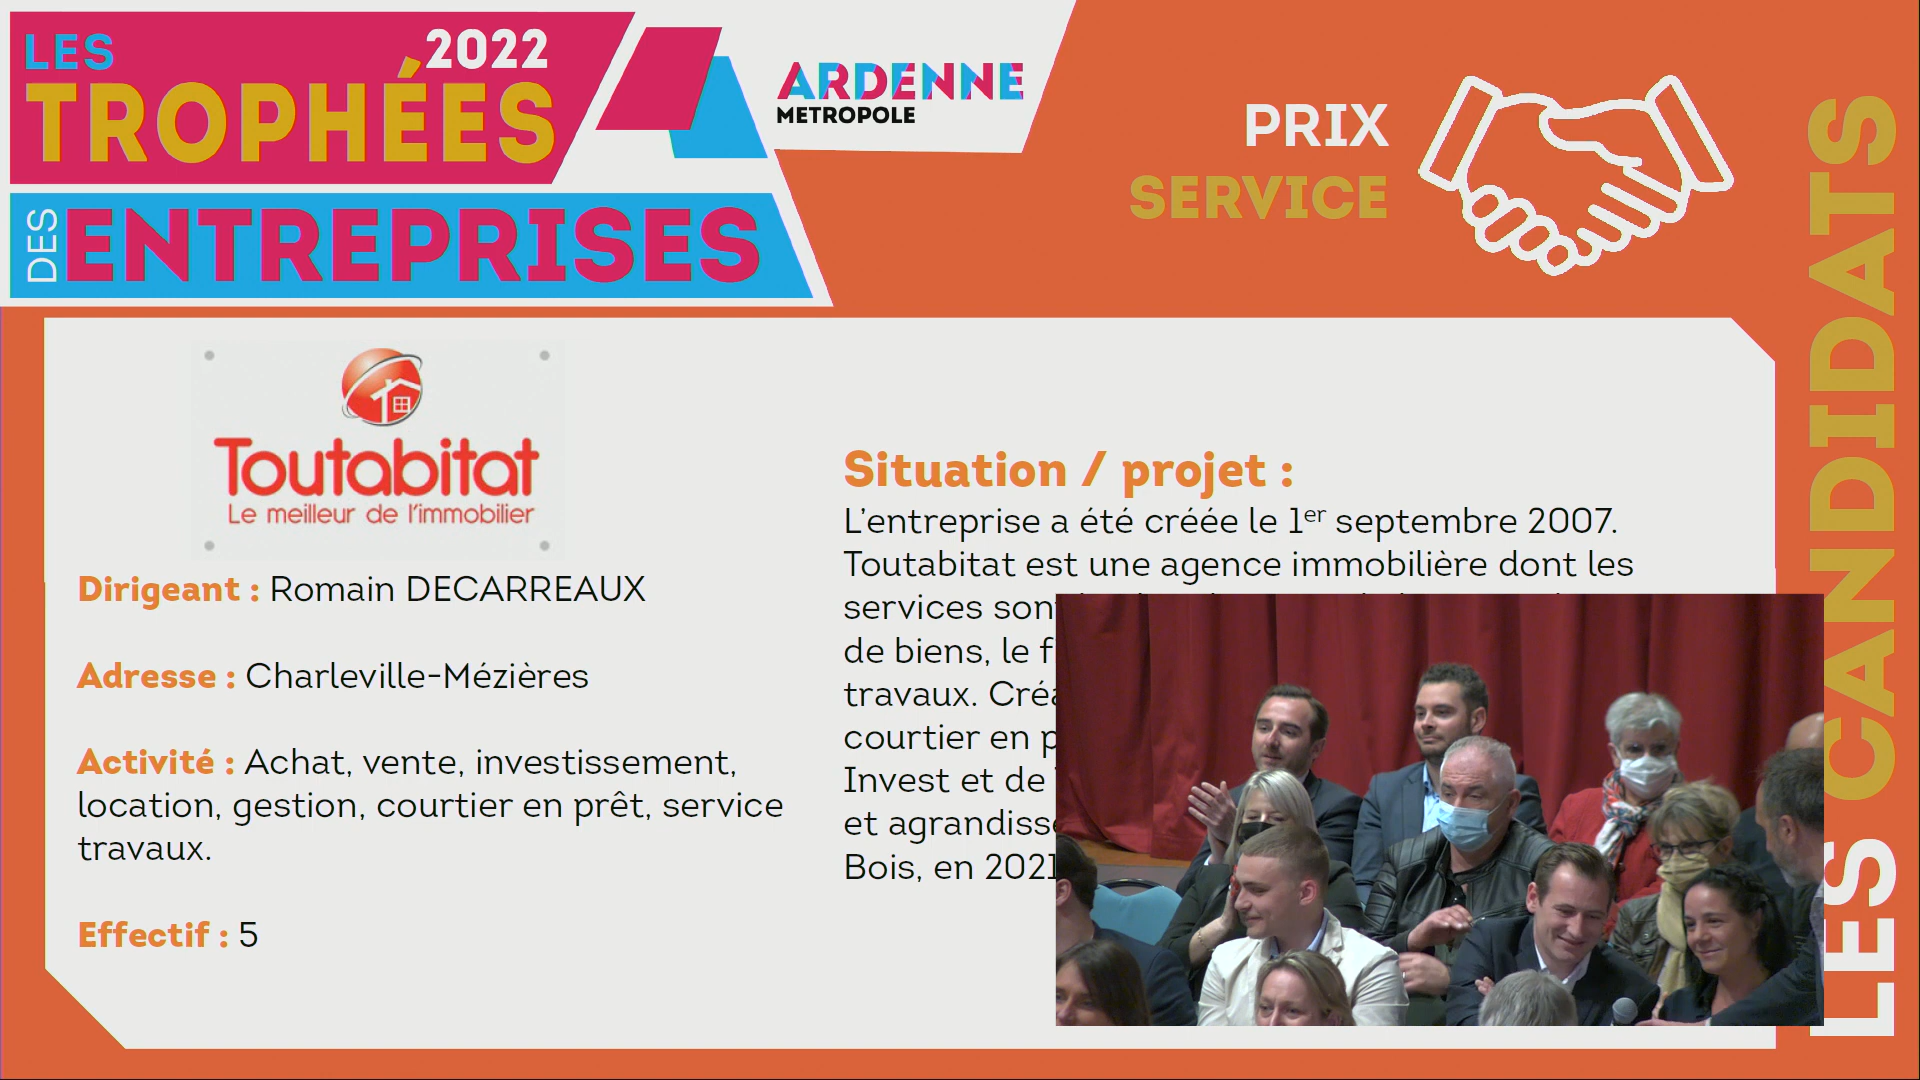 LES
2022
TROPHÉES
DES
ENTREPRISES
ARDENNE
METROPOLE
PRIX
SERVICE
LES CANDIDATS
Toutabitat
Le meilleur de l'immobilier
Dirigeant : Romain DECARREAUX
Adresse : Charleville-Mézières
Activité : Achat, vente, investissement,
location, gestion, courtier en prêt, service
travaux.
Effectif : 5
Situation / projet :
L'entreprise a été créée le 1er septembre 2007.
Toutabitat est une agence immobilière dont les
services
de biens, le
travaux.
courtier en
Invest et de
et
Bois, en 2021